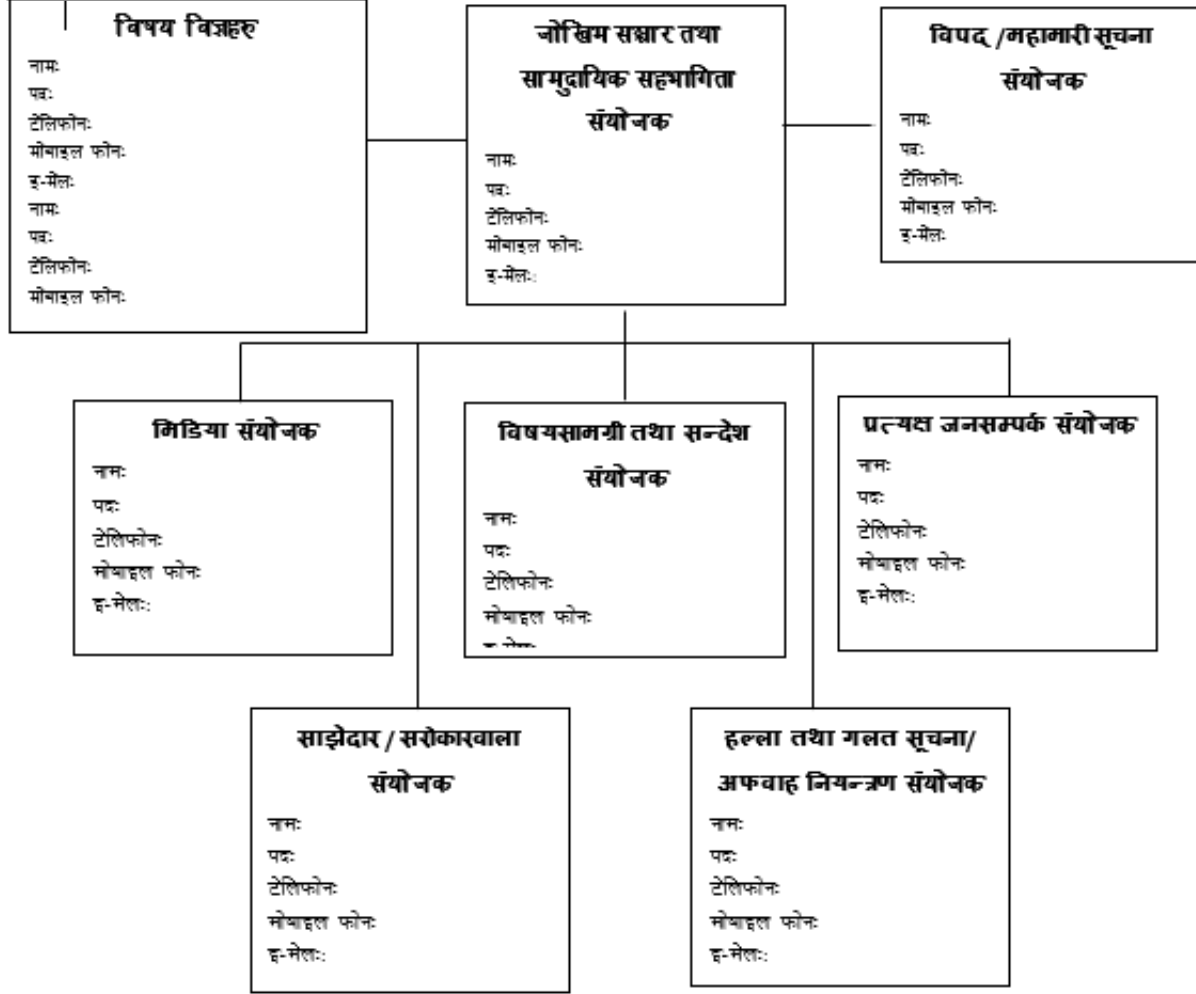 विषय विज्ञहरु
नामः
पदः
टेलिफोनः
मोबाइल फोनः
इ-मेलः
नामः
पदः
टेलिफोनः
मोबाइल फोनः
जोखिम सञ्चार तथा
सामुदायिक सहभागिता
संयोजक
नामः
पदः
टेलिफोनः
मोबाइल फोनः
इ-मेलः:
विपद् /महामारी सूचना
संयोजक
नामः
पदः
टेलिफोनः
मोबाइल फोनः
इ-मेलः
मिडिया संयोजक
नामः
पदः
टेलिफोनः
मोबाइल फोनः
इ-मेलः:
विषयसामग्री तथा सन्देश
संयोजक
नामः
पदः
टेलिफोनः
मोबाइल फोनः
प्रत्यक्ष जनसम्पर्क संयोजक
नामः
पदः
टेलिफोनः
मोबाइल फोनः
इ-मेलः:
साझेदार / सरोकारवाला
संयोजक
नामः
पदः
टेलिफोनः
मोबाइल फोनः
इ-मेलः:
हल्ला तथा गलत सूचना/
अफवाह नियन्त्रण संयोजक
नामः
पदः
टेलिफोनः
मोबाइल फोनः
इ-मेलः: